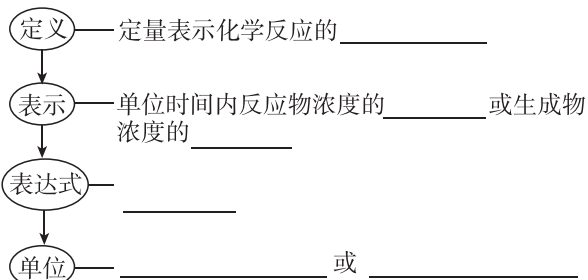 定义
定量表示化学反应的
表示
单位时间内反应物浓度的 或生成物
浓度的
表达式
单位
或